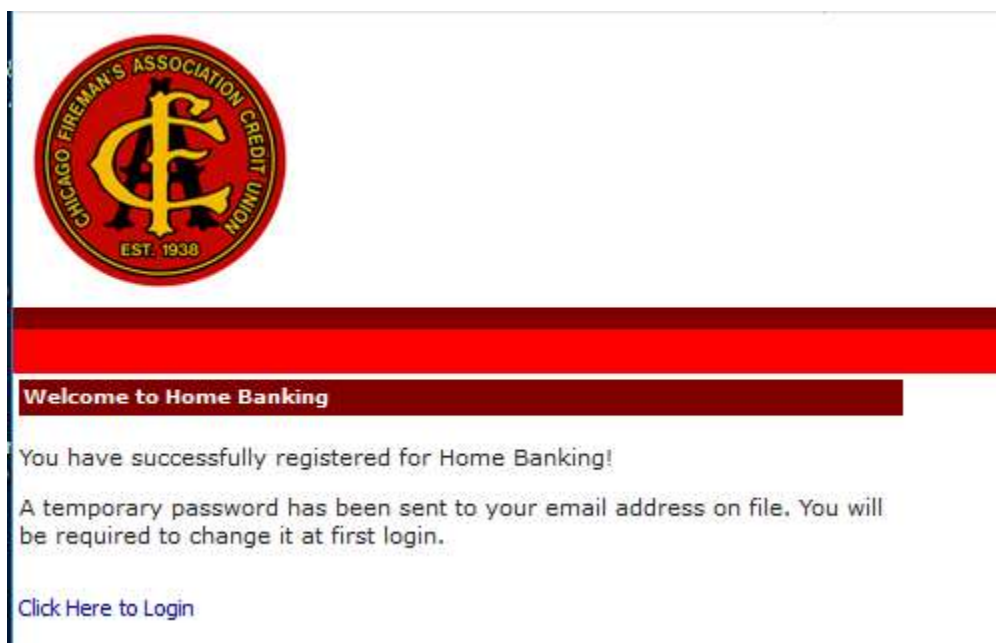 CHICAGO FIREMAN'S ASSOCIATION CREDIT UNION
CFA
EST. 1938
Welcome to Home Banking
You have successfully registered for Home Banking!
A temporary password has been sent to your email address on file. You will
be required to change it at first login.
Click Here to Login